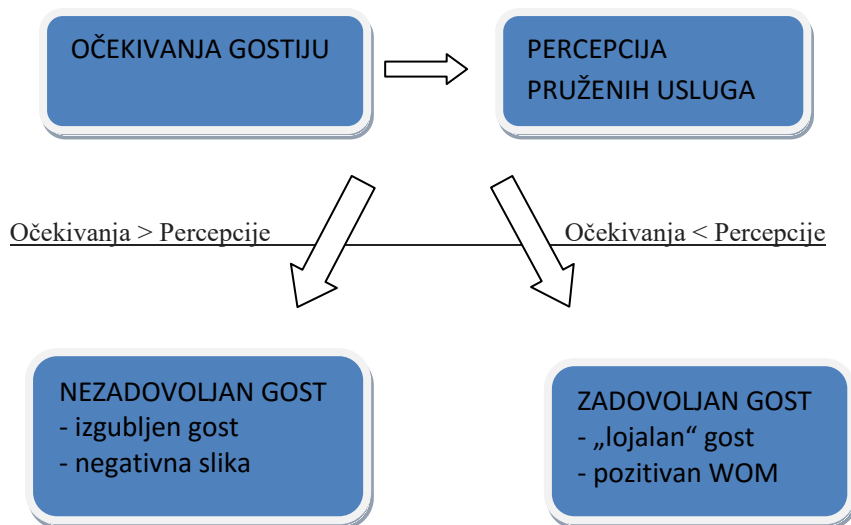 OČEKIVANJA GOSTIJU
PERCEPCIJA
PRUŽENIH USLUGA
Očekivanja > Percepcije
Očekivanja < Percepcije
NEZADOVOLJAN GOST
- izgubljen gost
- negativna slika
ZADOVOLJAN GOST
- „lojalan“ gost
- pozitivan WOM